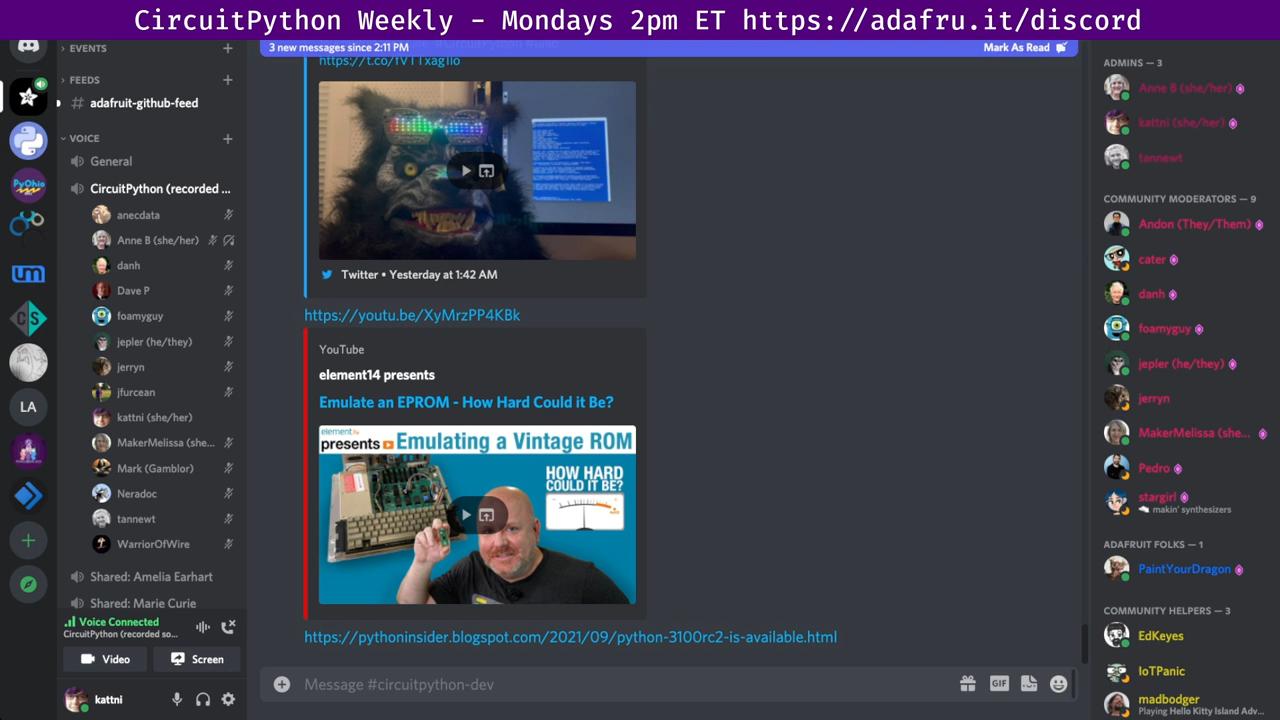 CircuitPython Weekly - Mondays 2pm ET https://adafru.it/discord
EVENTS
FEEDS
adafruit-github-feed
VOICE
General
CircuitPython (recorded ...
anecdata
Anne B (she/her)
danh
Dave P
foamyguy
jepler (he/they)
jerryn
jfurcean
kattni (she/her)
MakerMelissa (she...
Mark (Gamblor)
Neradoc
tannewt
WarriorOfWire
Shared: Amelia Earhart
Shared: Marie Curie
LA
Voice Connected
CircuitPython (recorded so...
Video
Screen
kattni
3 new messages since 2:11 PM
Mark As Read
Twitter • Yesterday at 1:42 AM
https://youtu.be/XyMrzPP4KBk
YouTube
element14 presents
Emulate an EPROM - How Hard Could it Be?
element14
presents Emulating a Vintage ROM
HOW HARD
COULD IT BE?
https://pythoninsider.blogspot.com/2021/09/python-3100rc2-is-available.html
Message #circuitpython-dev
GIF
ADMINS — 3
Anne B (she/her)
kattni (she/her)
tannewt
COMMUNITY MODERATORS — 9
Andon (They/Them)
cater
danh
foamyguy
jepler (he/they)
jerryn
MakerMelissa (she...
Pedro
stargirl
makin' synthesizers
ADAFRUIT FOLKS — 1
PaintYourDragon
COMMUNITY HELPERS — 3
EdKeyes
IoTPanic
madbodger
Playing Hello Kitty Island Adv...